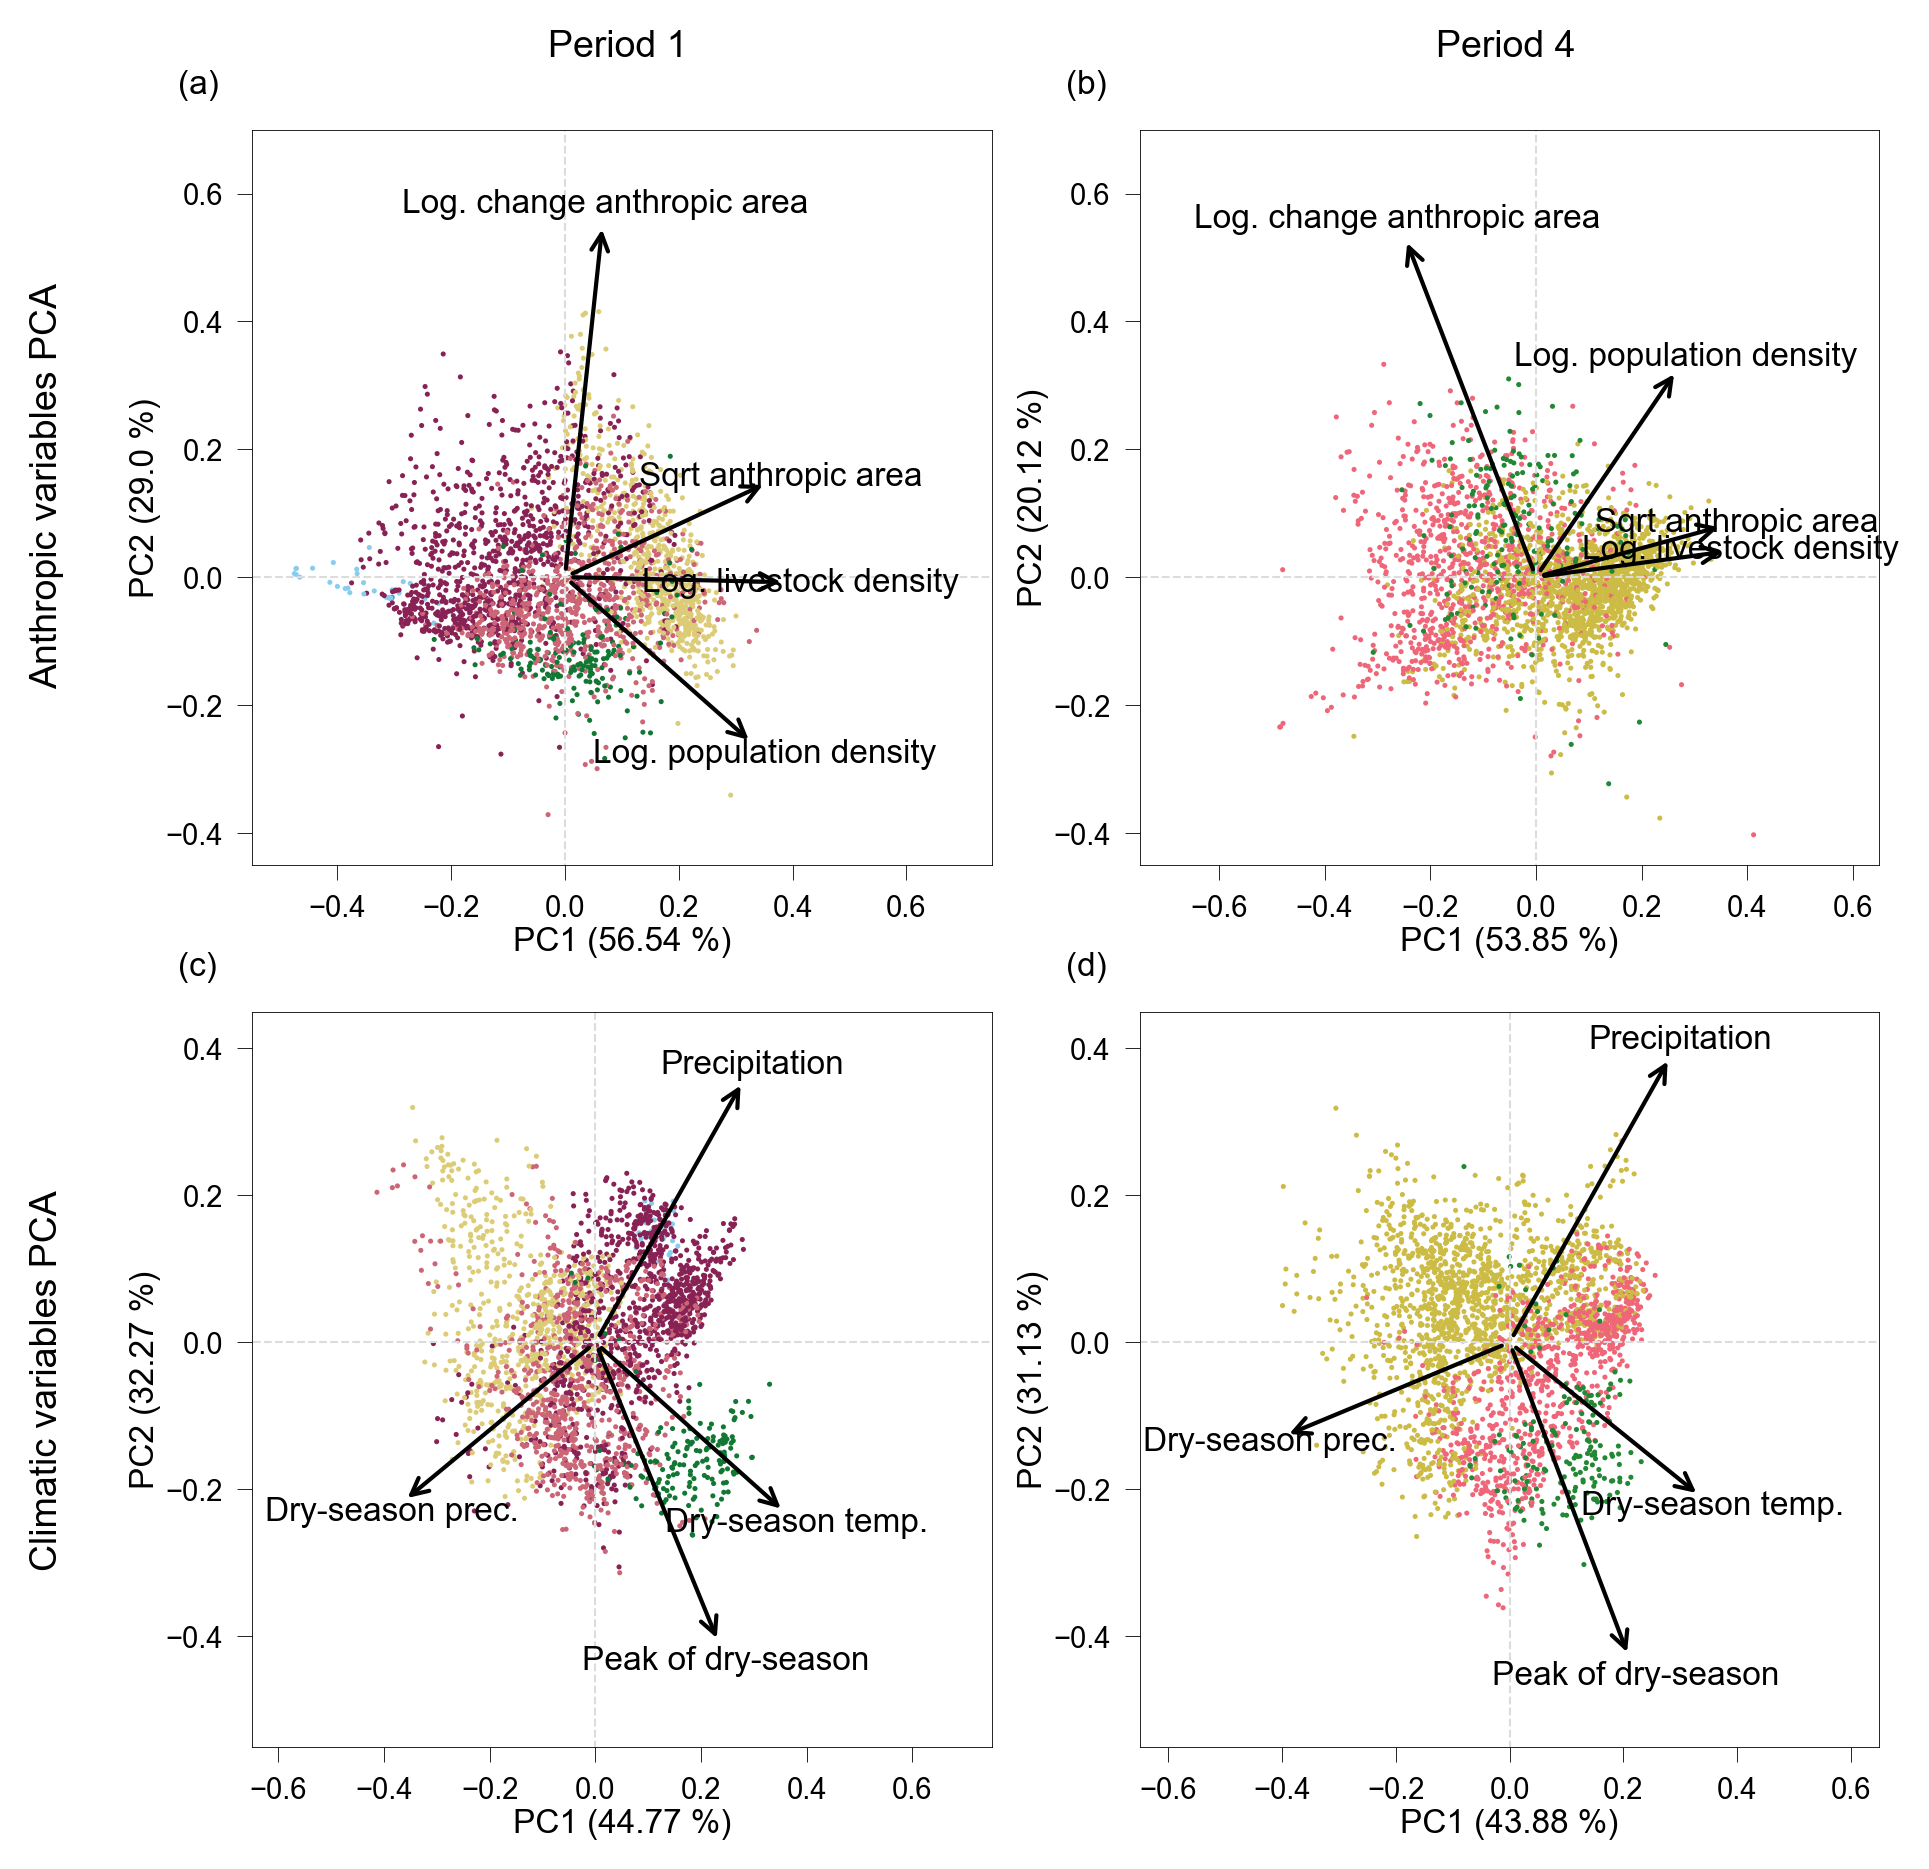 Period 1
Period 4
(a)
(b)
Anthropic variables PCA
PC2 (29.0 %)
0.6
0.4
0.2
0.0
−0.2
−0.4
Log. change anthropic area
Sqrt anthropic area
Log. livestock density
Log. population density
−0.4 −0.2 0.0 0.2 0.4 0.6
PC1 (56.54 %)
PC2 (20.12 %)
0.6
0.4
0.2
0.0
−0.2
−0.4
Log. change anthropic area
Log. population density
Sqrt anthropic area
Log. livestock density
−0.6 −0.4 −0.2 0.0 0.2 0.4 0.6
PC1 (53.85 %)
(c)
(d)
Climatic variables PCA
PC2 (32.27 %)
0.4
0.2
0.0
−0.2
−0.4
Precipitation
Dry-season prec.
Dry-season temp.
Peak of dry-season
−0.6 −0.4 −0.2 0.0 0.2 0.4 0.6
PC1 (44.77 %)
PC2 (31.13 %)
0.4
0.2
0.0
−0.2
−0.4
Precipitation
Dry-season prec.
Dry-season temp.
Peak of dry-season
−0.6 −0.4 −0.2 0.0 0.2 0.4 0.6
PC1 (43.88 %)